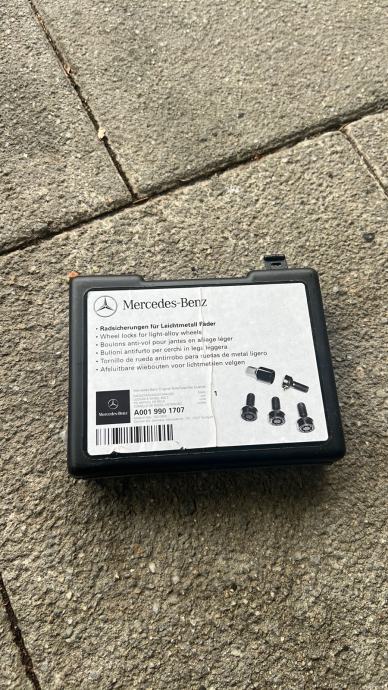 Mercedes-Benz
• Radsicherungen für Leichtmetall Räder
• Wheel locks for light-alloy wheels
• Boulons anti-vol pour jantes en alliage léger
• Bulloni antifurto per cerchi in lega leggera
• Tornillo de rueda antirrobo para ruedas de metal ligero
• Afsluitbare wielbouten voor lichtmetalen velgen
Mercedes-Benz
1
A001 990 1707